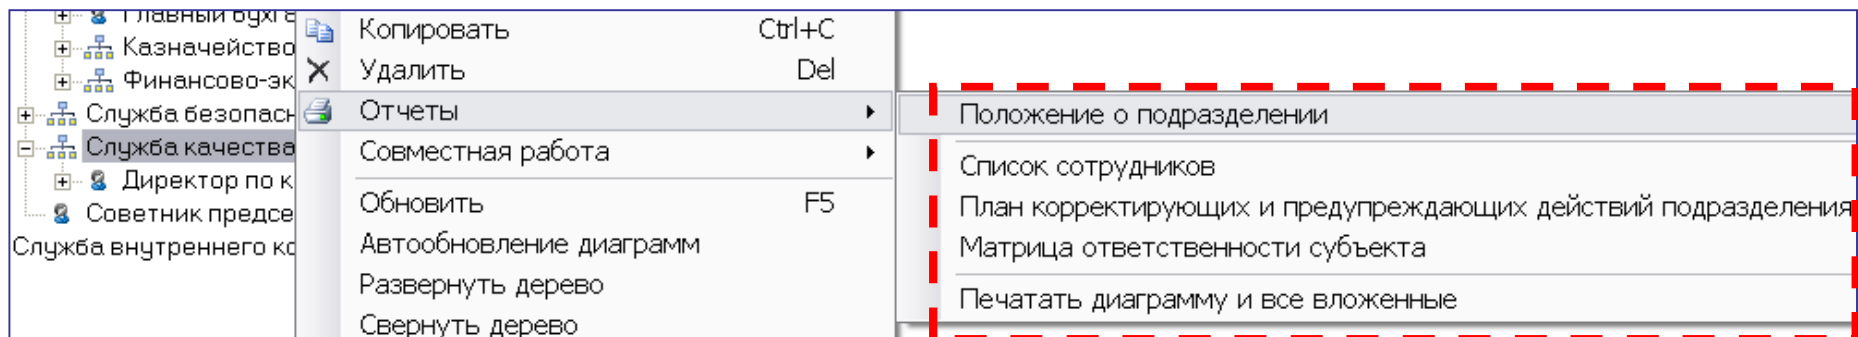 Главный бухга
Казначейство
Финансово-эк
Служба безопасн
Служба качества
Директор по к
Советник предсе
Служба внутреннего ко
Копировать Ctrl+C
Удалить Del
Отчеты
Совместная работа
Обновить F5
Автообновление диаграмм
Развернуть дерево
Свернуть дерево
Положение о подразделении
Список сотрудников
План корректирующих и предупреждающих действий подразделения
Матрица ответственности субъекта
Печатать диаграмму и все вложенные